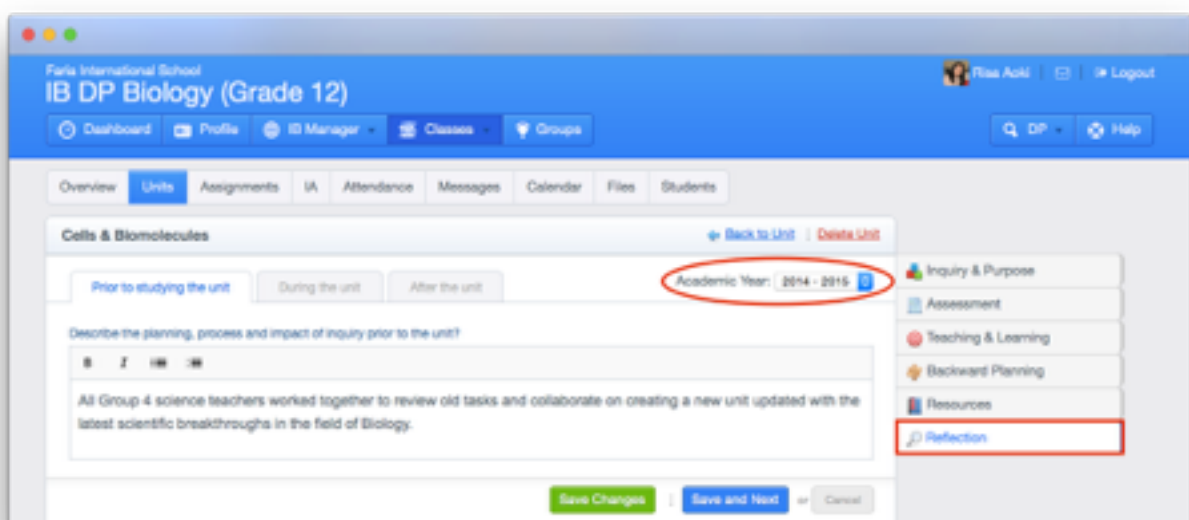 Faria International School
IB DP Biology (Grade 12)
Risa Aoki
Logout
Dashboard Profile IB Manager Classes Groups
DP Help
Overview Units Assignments IA Attendance Messages Calendar Files Students
Cells & Biomolecules
Back to Unit | Delete Unit
Prior to studying the unit During the unit After the unit
Academic Year: 2014 - 2015
Describe the planning, process and impact of inquiry prior to the unit?
B I
All Group 4 science teachers worked together to review old tasks and collaborate on creating a new unit updated with the
latest scientific breakthroughs in the field of Biology.
Save Changes | Save and Next or Cancel
Inquiry & Purpose
Assessment
Teaching & Learning
Backward Planning
Resources
Reflection